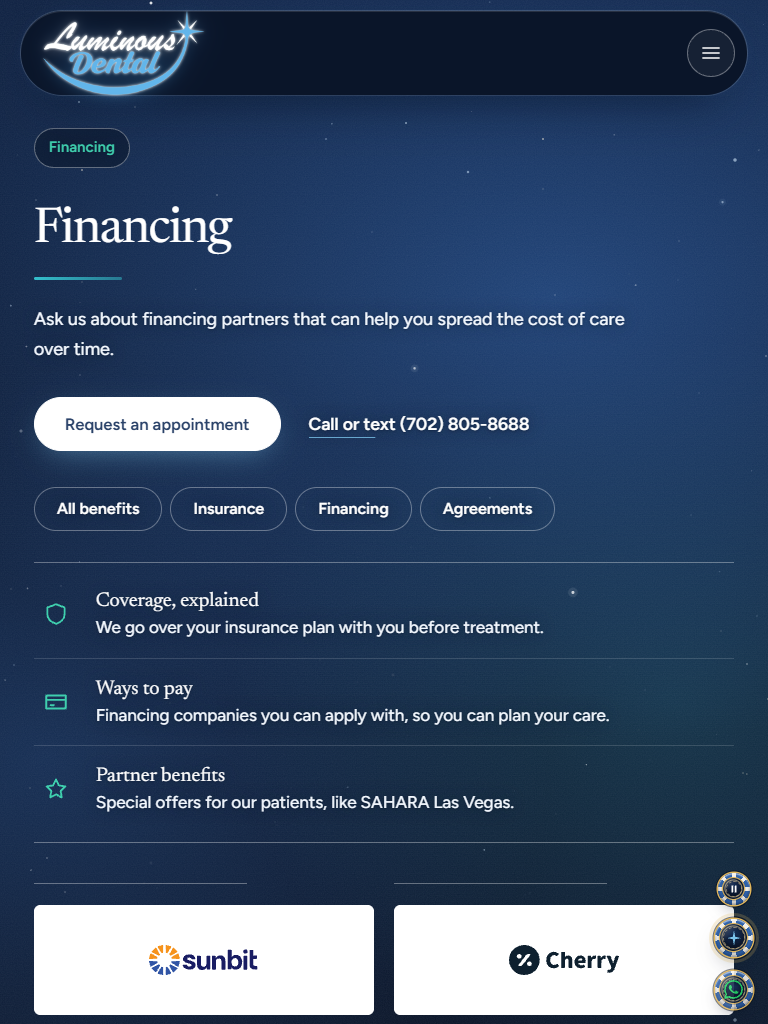 Luminous
Dental
Financing
Financing
Ask us about financing partners that can help you spread the cost of care
over time.
Request an appointment
Call or text (702) 805-8688
All benefits
Insurance
Financing
Agreements
Coverage, explained
We go over your insurance plan with you before treatment.
Ways to pay
Financing companies you can apply with, so you can plan your care.
Partner benefits
Special offers for our patients, like SAHARA Las Vegas.
sunbit
Cherry